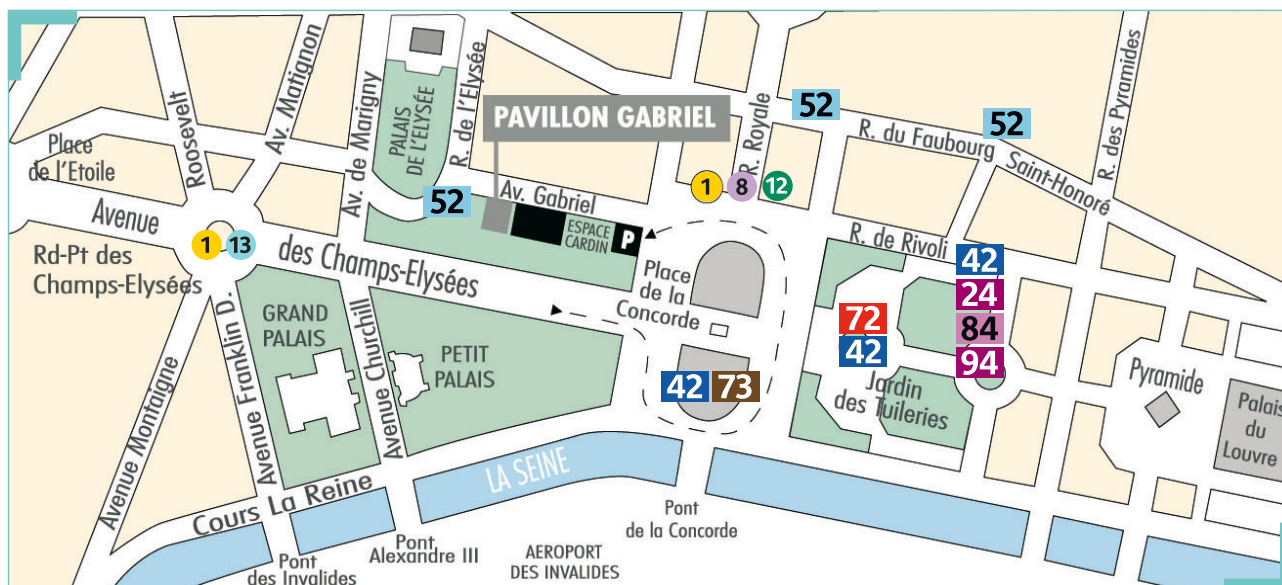 Place
de l'Etoile
Roosevelt
Av. Matignon
Av. de Marigny
PALAIS
DE L'ELYSÉE
R. de l'Elysée
PAVILLON GABRIEL
R. Royale
52
R. du Faubourg
52
Saint-Honoré
R. des Pyramides
52
Av. Gabriel
ESPACE
CARDIN
P
1
8
12
Avenue
1
13
des Champs-Elysées
Rd-Pt des
Champs-Elysées
Place
de la
Concorde
R. de Rivoli
42
24
84
94
72
42
42
73
Jardin
des Tuileries
Pyramide
Palais
du
Louvre
GRAND
PALAIS
PETIT
PALAIS
Avenue Montaigne
Avenue Franklin D.
Avenue Churchill
Cours La Reine
LA SEINE
Pont
des Invalides
Pont
Alexandre III
AEROPORT
DES INVALIDES
Pont
de la Concorde